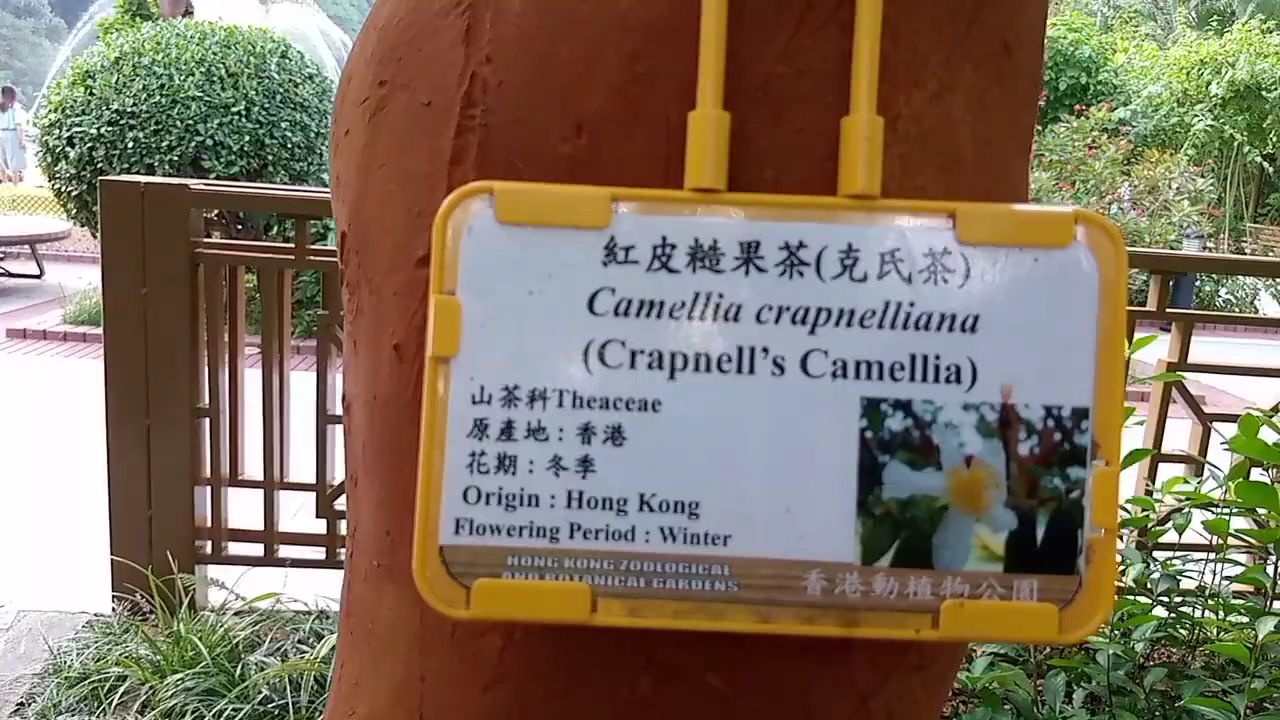 紅皮糙果茶(克氏茶)
Camellia crapnelliana
(Crapnell’s Camellia)
山茶科Theaceae
原產地 : 香港
花期 : 冬季
Origin : Hong Kong
Flowering Period : Winter
HONG KONG ZOOLOGICAL
AND BOTANICAL GARDENS
香港動植物公園